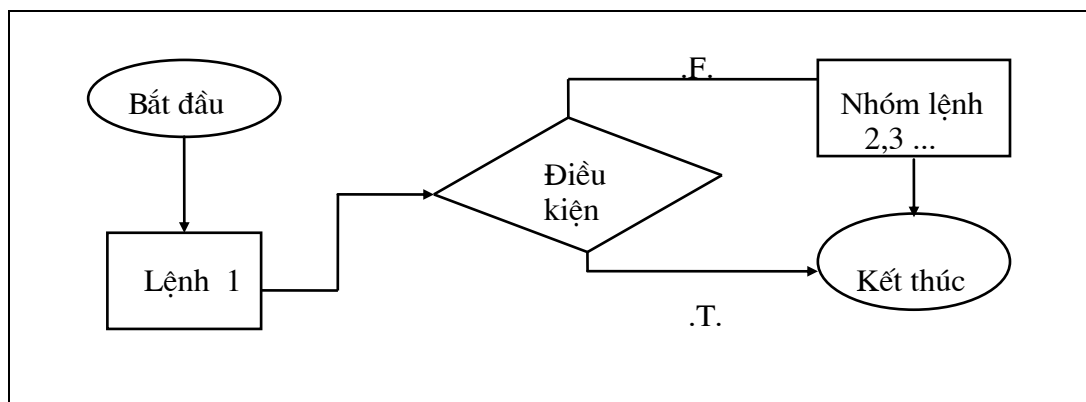 Bắt đầu
Lệnh 1
Điều
kiện
.F.
Nhóm lệnh
2,3 ...
.T.
Kết thúc